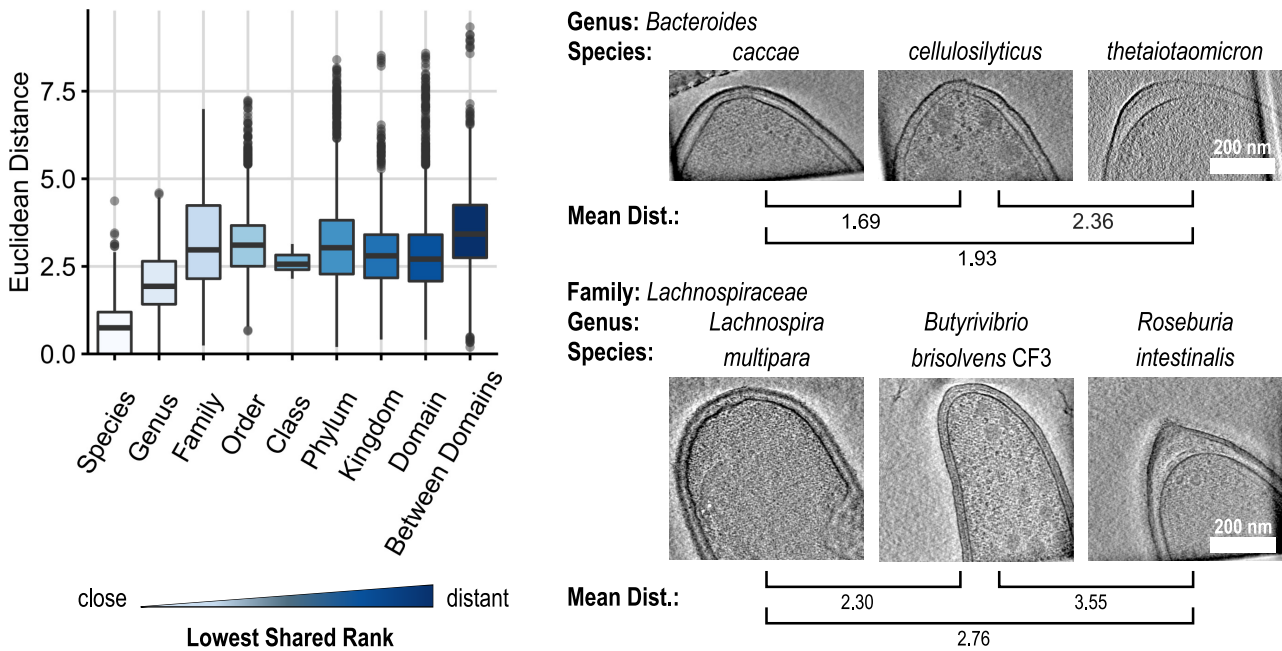 Euclidean Distance
7.5
5.0
2.5
0.0
Species
Genus
Family
Order
Class
Phylum
Kingdom
Domain
Between Domains
close distant
Lowest Shared Rank
Genus: Bacteroides
Species: caccae cellulosilyticus thetaiotaomicron
200 nm
Mean Dist.: 1.69 2.36
1.93
Family: Lachnospiraceae
Genus: Lachnospira Butyrivibrio Roseburia
Species: multipara brisolvens CF3 intestinalis
200 nm
Mean Dist.: 2.30 3.55
2.76